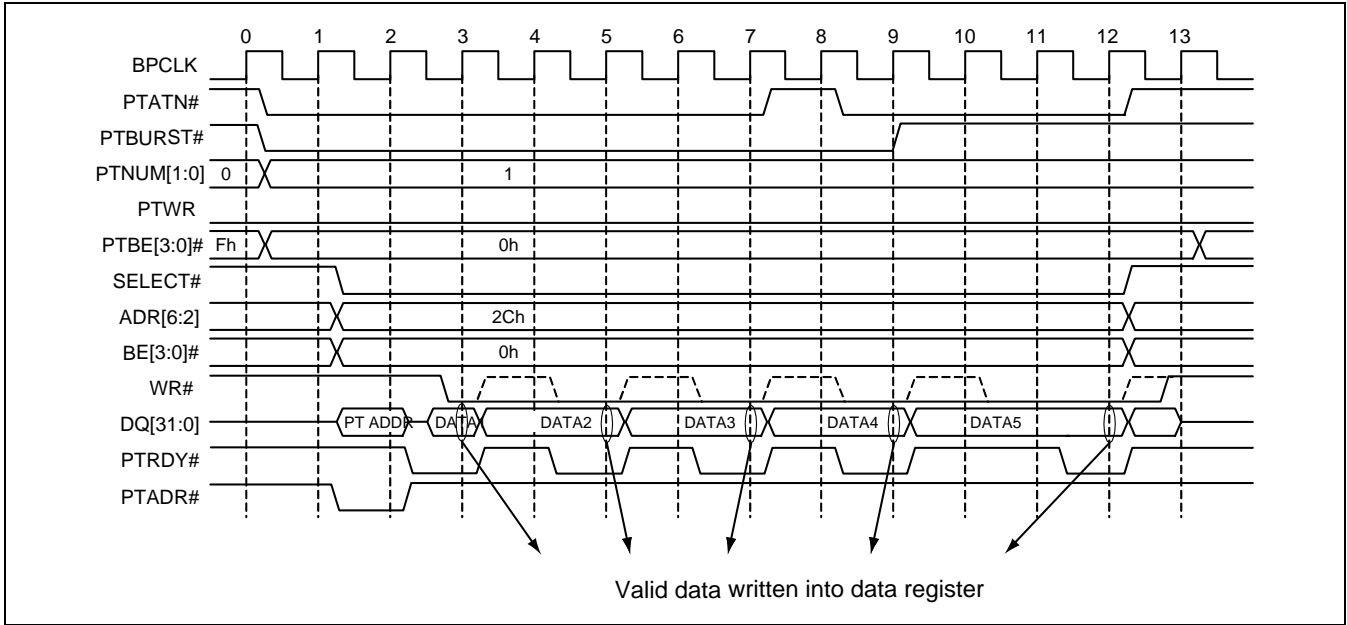 0 1 2 3 4 5 6 7 8 9 10 11 12 13
BPCLK
PTATN#
PTBURST#
PTNUM[1:0] 0 1
PTWR
PTBE[3:0]# Fh 0h
SELECT#
ADR[6:2] 2Ch
BE[3:0]# 0h
WR#
DQ[31:0] PT ADDR DATA DATA2 DATA3 DATA4 DATA5
PTRDY#
PTADR#
Valid data written into data register